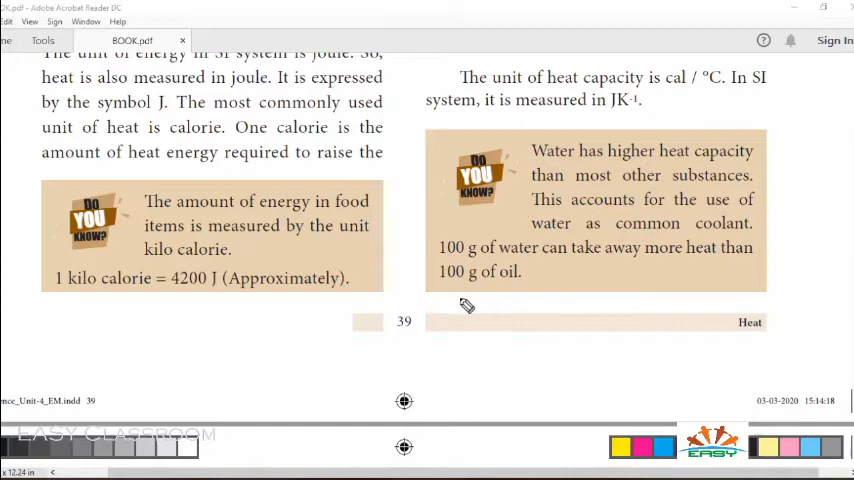 OK.pdf - Adobe Acrobat Reader DC
Edit View Sign Window Help
me Tools BOOK.pdf × Sign In
The unit of energy in SI system is joule. So,
heat is also measured in joule. It is expressed
by the symbol J. The most commonly used
unit of heat is calorie. One calorie is the
amount of heat energy required to raise the
DO
YOU
KNOW?
The amount of energy in food
items is measured by the unit
kilo calorie.
1 kilo calorie = 4200 J (Approximately).
The unit of heat capacity is cal / °C. In SI
system, it is measured in JK⁻¹.
DO
YOU
KNOW?
Water has higher heat capacity
than most other substances.
This accounts for the use of
water as common coolant.
100 g of water can take away more heat than
100 g of oil.
39
Heat
ence_Unit-4_EM.indd 39
03-03-2020 15:14:18
EASY CLASSROOM
EASY
x 12.24 in